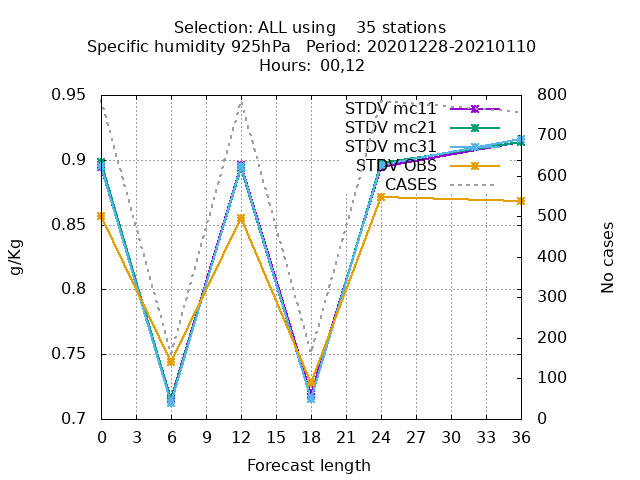 Selection: ALL using    35 stations
Specific humidity 925hPa   Period: 20201228-20210110
Hours:  00,12
0.95
0.9
0.85
0.8
0.75
0.7
g/Kg
STDV mc11
STDV mc21
STDV mc31
STDV OBS
CASES
800
700
600
500
400
300
200
100
0
No cases
0 3 6 9 12 15 18 21 24 27 30 33 36
Forecast length